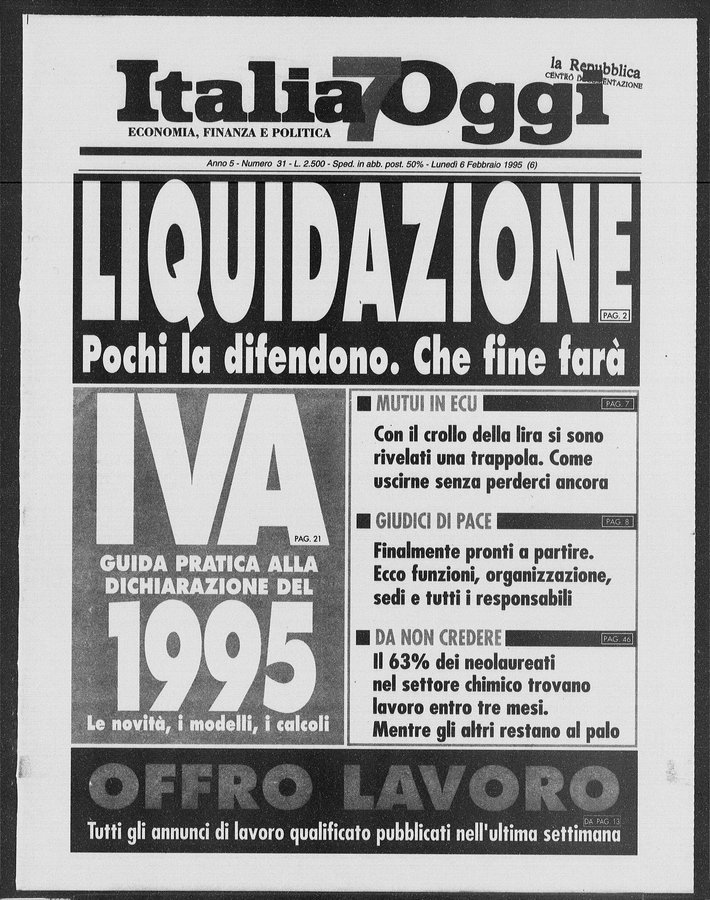 Italia 7 Oggi
la Repubblica
CENTRO DOCUMENTAZIONE
ECONOMIA, FINANZA E POLITICA
Anno 5 - Numero 31 - L. 2.500 - Sped. in abb. post. 50% - Lunedì 6 Febbraio 1995 (6)
LIQUIDAZIONE
PAG. 2
Pochi la difendono. Che fine farà
IVA
PAG. 21
GUIDA PRATICA ALLA
DICHIARAZIONE DEL
1995
Le novità, i modelli, i calcoli
MUTUI IN ECU
PAG. 7
Con il crollo della lira si sono
rivelati una trappola. Come
uscirne senza perderci ancora
GIUDICI DI PACE
PAG. 8
Finalmente pronti a partire.
Ecco funzioni, organizzazione,
sedi e tutti i responsabili
DA NON CREDERE
PAG. 46
Il 63% dei neolaureati
nel settore chimico trovano
lavoro entro tre mesi.
Mentre gli altri restano al palo
OFFRO LAVORO
DA PAG. 13
Tutti gli annunci di lavoro qualificato pubblicati nell'ultima settimana